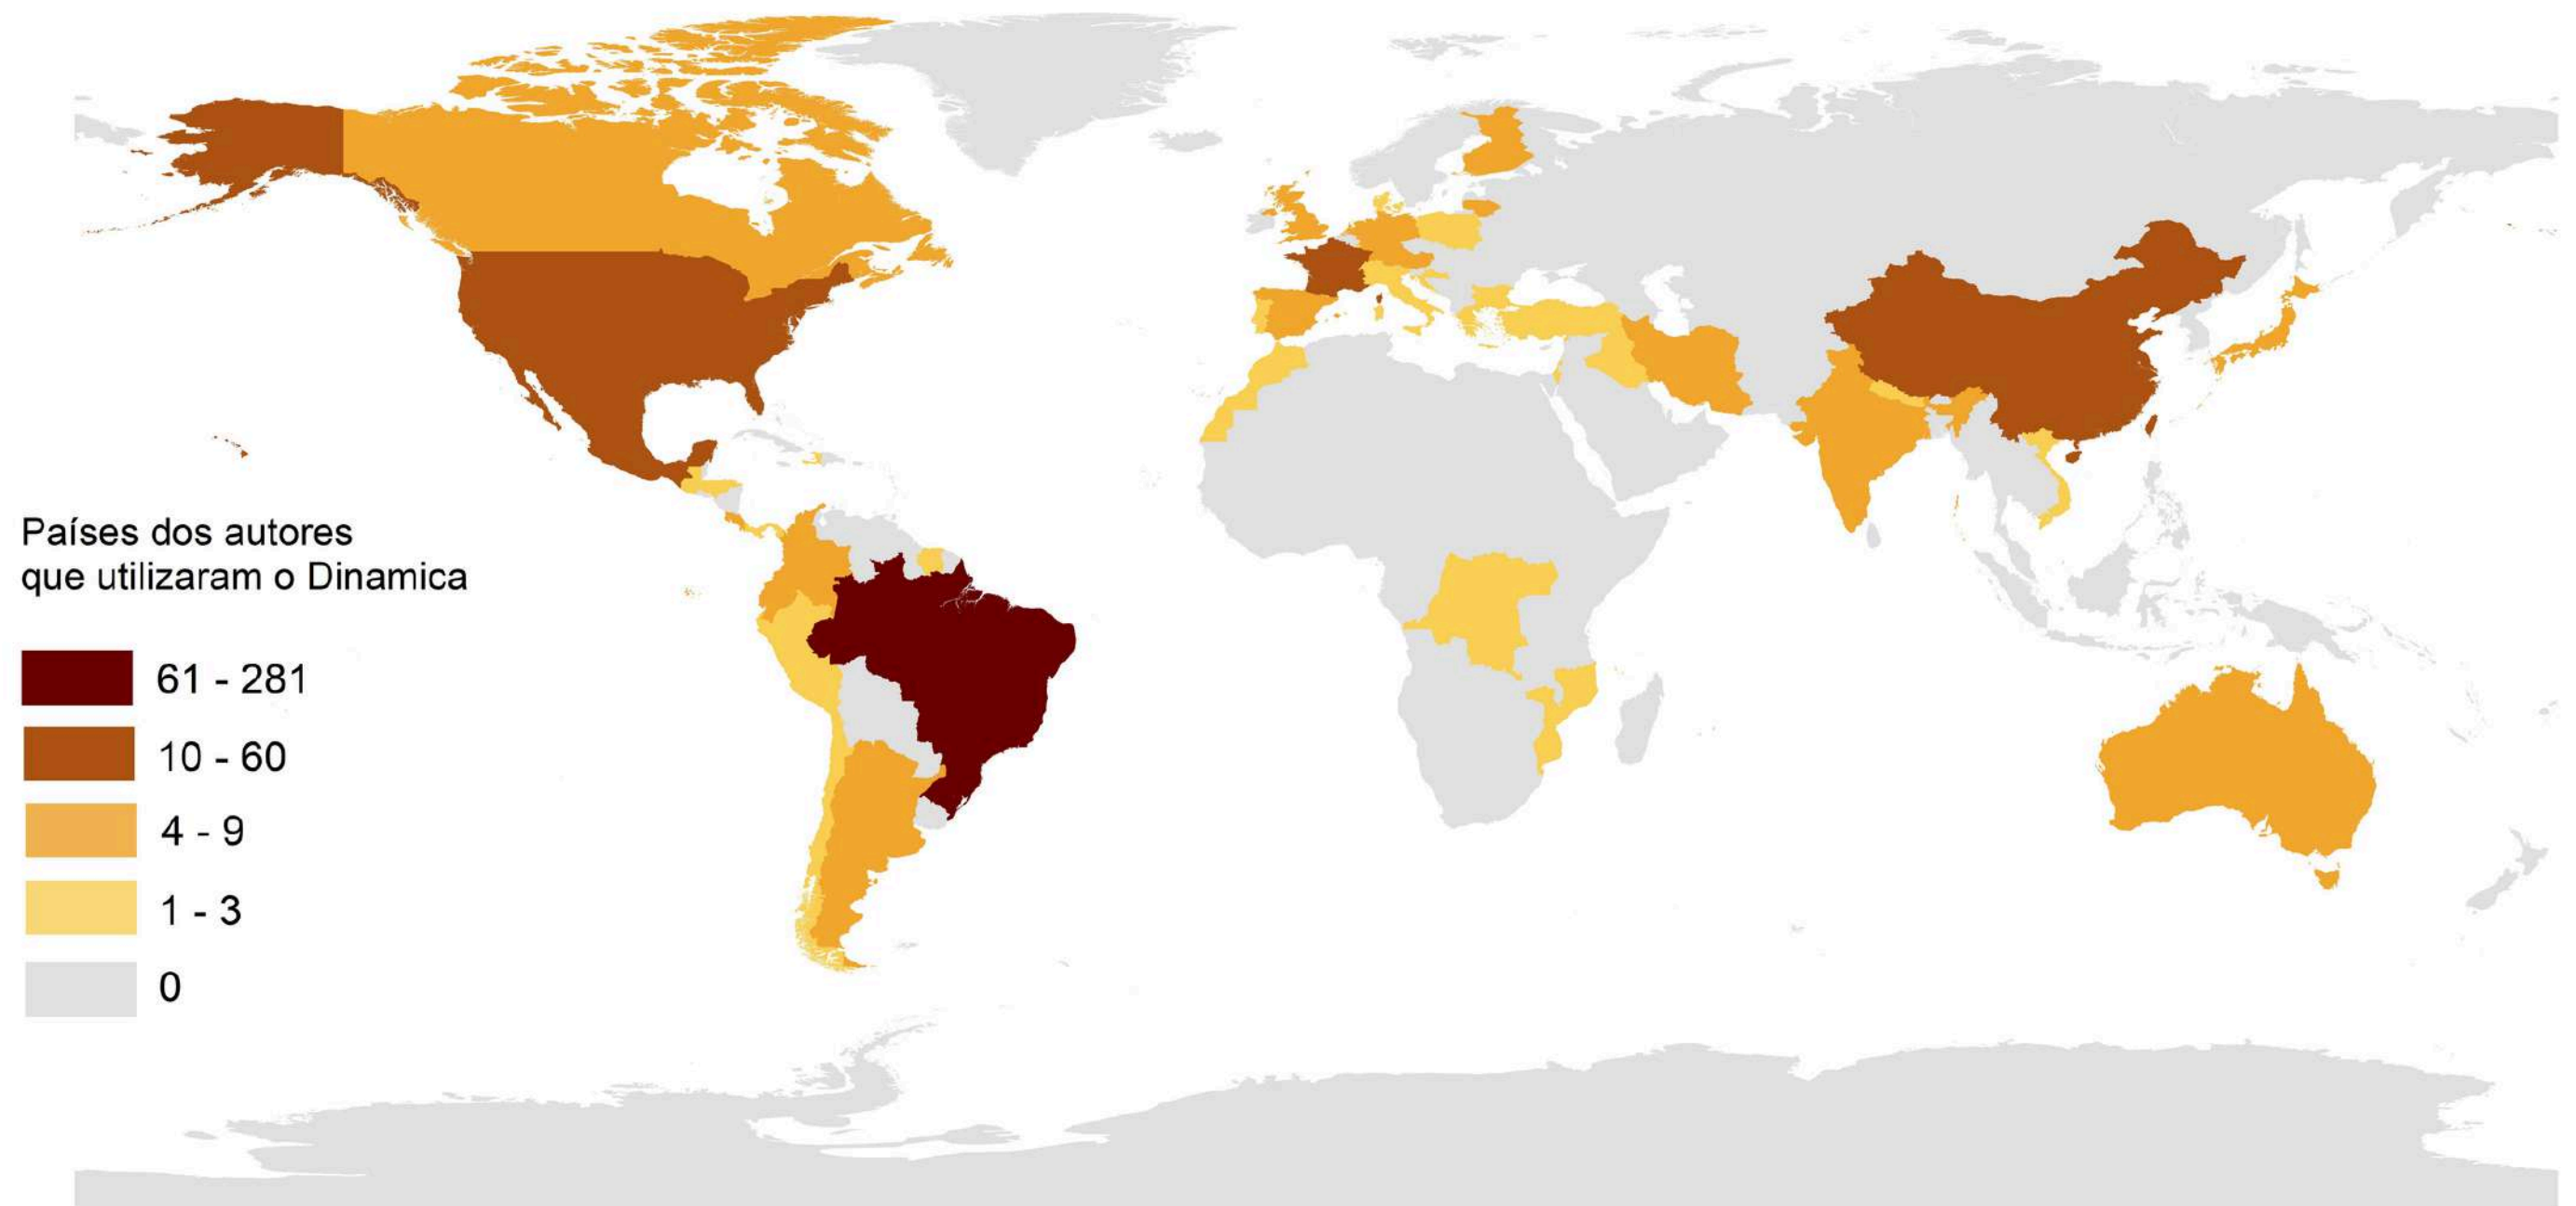 Países dos autores
que utilizaram o Dinamica
61 - 281
10 - 60
4 - 9
1 - 3
0